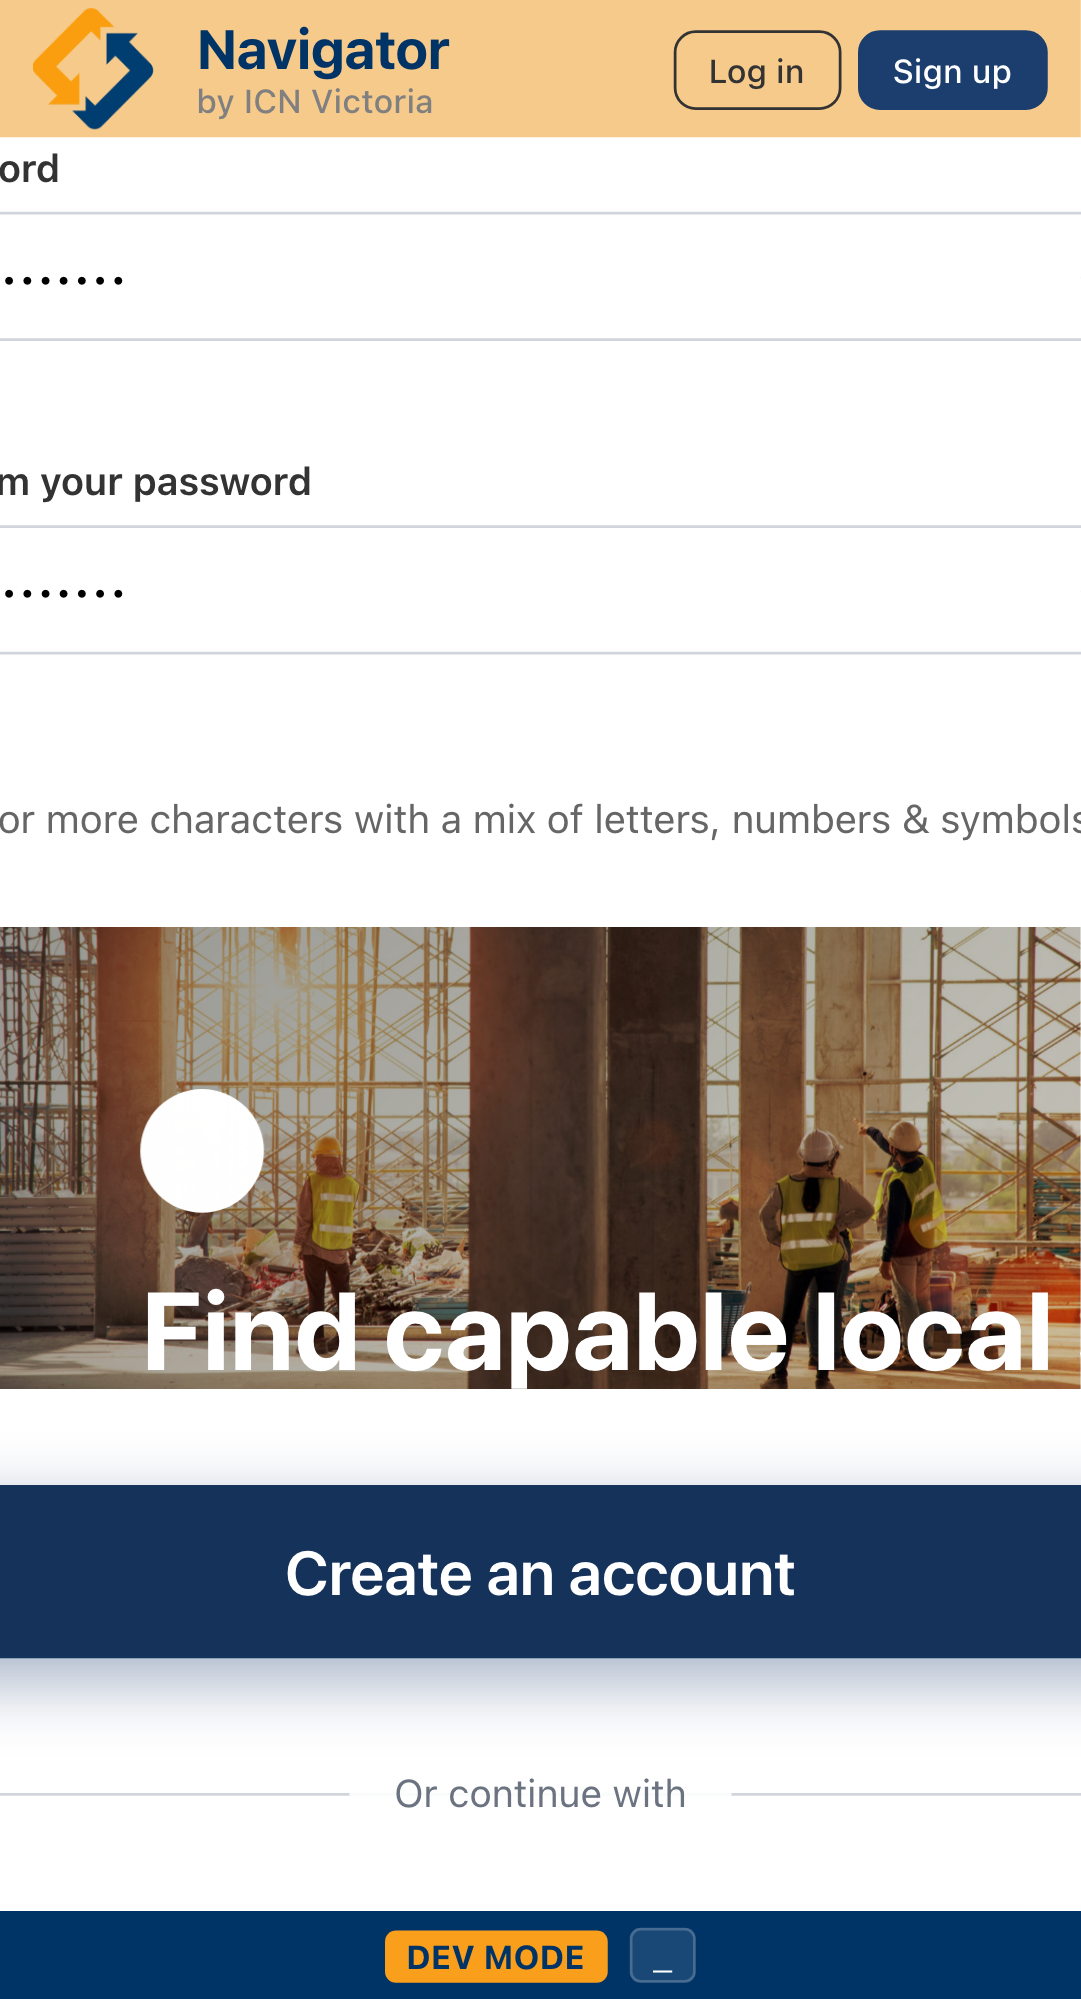 Navigator
by ICN Victoria
Log in
Sign up
ord
m your password
or more characters with a mix of letters, numbers & symbols
Find capable local
Create an account
Or continue with
DEV MODE
_